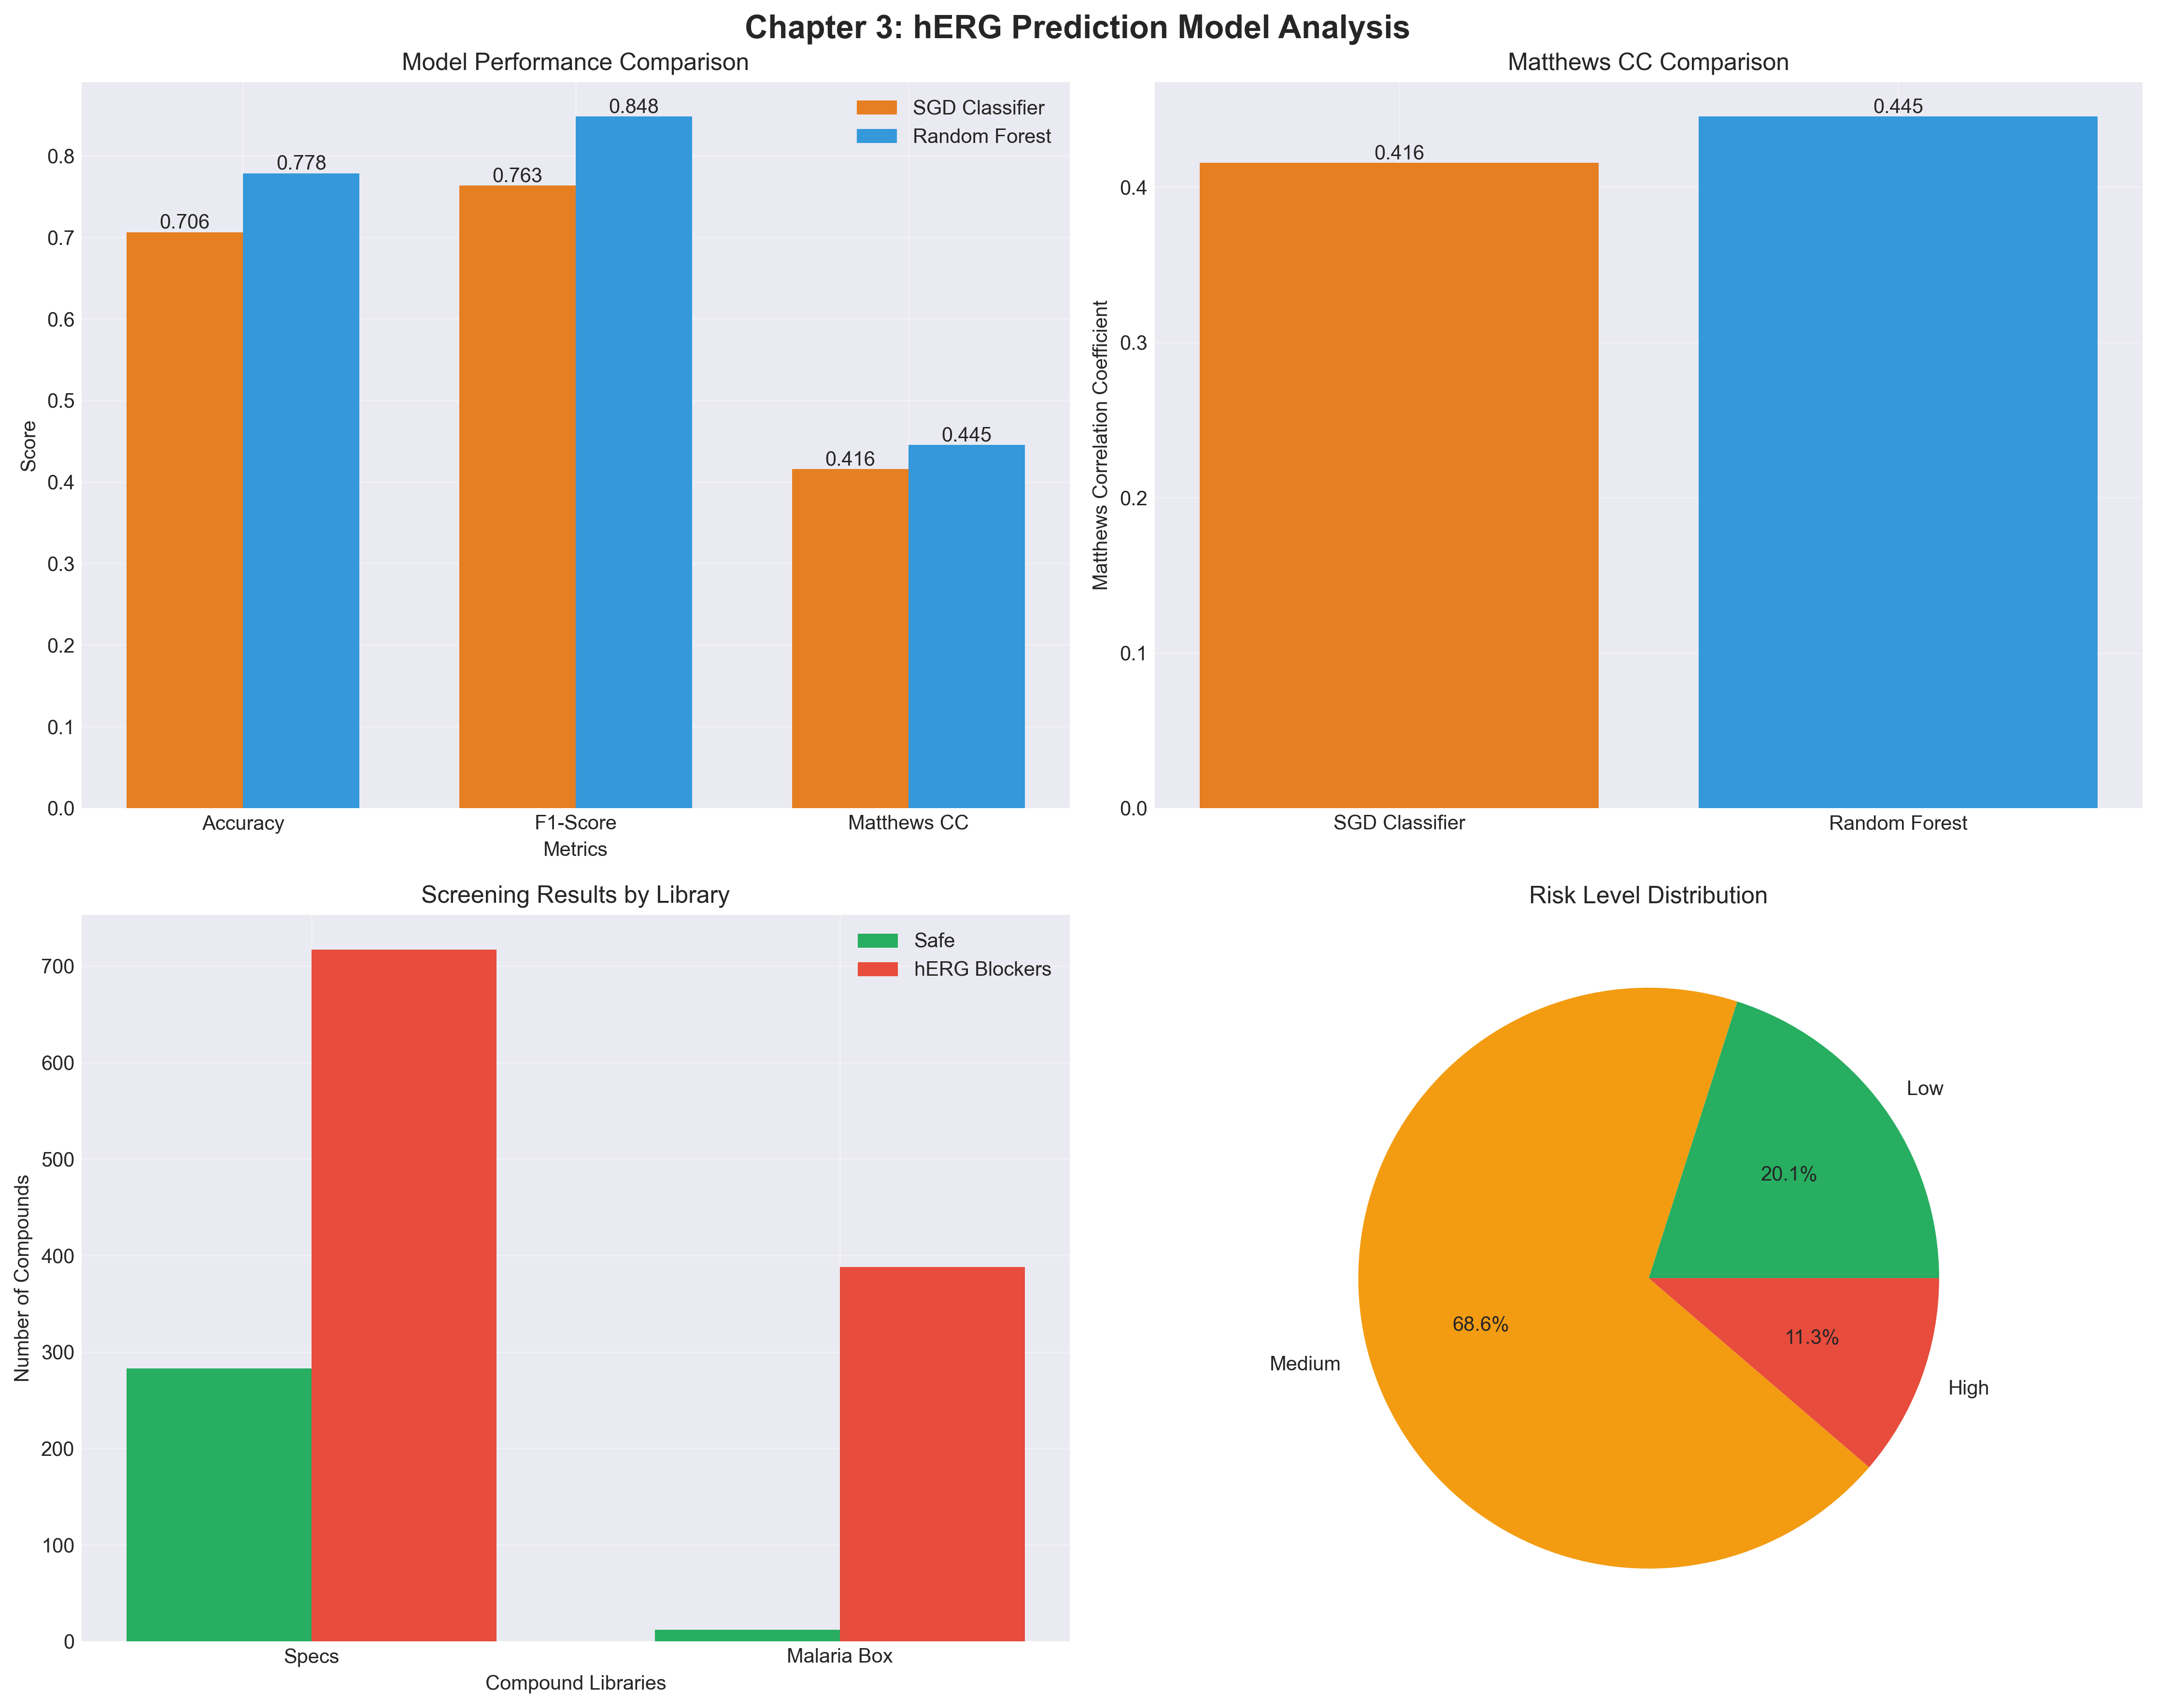 Chapter 3: hERG Prediction Model Analysis
Model Performance Comparison
SGD Classifier
Random Forest
0.706
0.778
0.763
0.848
0.416
0.445
0.8
0.7
0.6
0.5
0.4
0.3
0.2
0.1
0.0
Score
Accuracy
F1-Score
Matthews CC
Metrics
Matthews CC Comparison
0.416
0.445
0.4
0.3
0.2
0.1
0.0
Matthews Correlation Coefficient
SGD Classifier
Random Forest
Screening Results by Library
Safe
hERG Blockers
700
600
500
400
300
200
100
0
Number of Compounds
Specs
Malaria Box
Compound Libraries
Risk Level Distribution
Low
20.1%
68.6%
Medium
11.3%
High